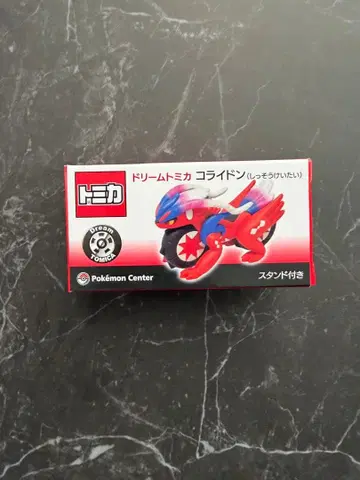 ドリームトミカ コライドン(しっそうけいたい)
トミカ
Dream
TOMICA
Pokémon Center
スタンド付き